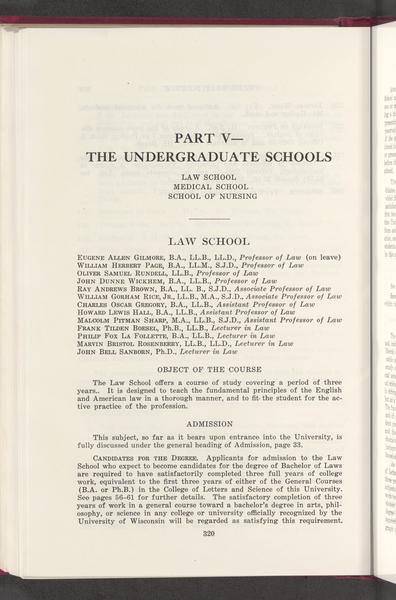 PART V—
THE UNDERGRADUATE SCHOOLS
LAW SCHOOL
MEDICAL SCHOOL
SCHOOL OF NURSING
LAW SCHOOL
EUGENE ALLEN GILMORE, B.A., LL.B., LL.D., Professor of Law (on leave)
WILLIAM HERBERT PAGE, B.A., LL.M., S.J.D., Professor of Law
OLIVER SAMUEL RUNDELL, LL.B., Professor of Law
JOHN DUNNE WICKHEM, B.A., LL.B., Professor of Law
RAY ANDREWS BROWN, B.A., LL. B., S.J.D., Associate Professor of Law
WILLIAM GORHAM RICE, JR., LL.B., M.A., S.J.D., Associate Professor of Law
CHARLES OSCAR GREGORY, B.A., LL.B., Assistant Professor of Law
HOWARD LEWIS HALL, B.A., LL.B., Assistant Professor of Law
MALCOLM PITMAN SHARP, M.A., LL.B., S.J.D., Assistant Professor of Law
FRANK TILDEN BOESEL, Ph.B., LL.B., Lecturer in Law
PHILIP FOX LA FOLLETTE, B.A., LL.B., Lecturer in Law
MARVIN BRISTOL ROSENBERRY, LL.B., LL.D., Lecturer in Law
JOHN BELL SANBORN, Ph.D., Lecturer in Law
OBJECT OF THE COURSE
The Law School offers a course of study covering a period of three
years. It is designed to teach the fundamental principles of the English
and American law in a thorough manner, and to fit the student for the ac-
tive practice of the profession.
ADMISSION
This subject, so far as it bears upon entrance into the University, is
fully discussed under the general heading of Admission, page 33.
CANDIDATES FOR THE DEGREE. Applicants for admission to the Law
School who expect to become candidates for the degree of Bachelor of Laws
are required to have satisfactorily completed three full years of college
work, equivalent to the first three years of either of the General Courses
(B.A. or Ph.B.) in the College of Letters and Science of this University.
See pages 56–61 for further details. The satisfactory completion of three
years of work in a general course toward a bachelor's degree in arts, phil-
osophy, or science in any college or university officially recognized by the
University of Wisconsin will be regarded as satisfying this requirement.
320